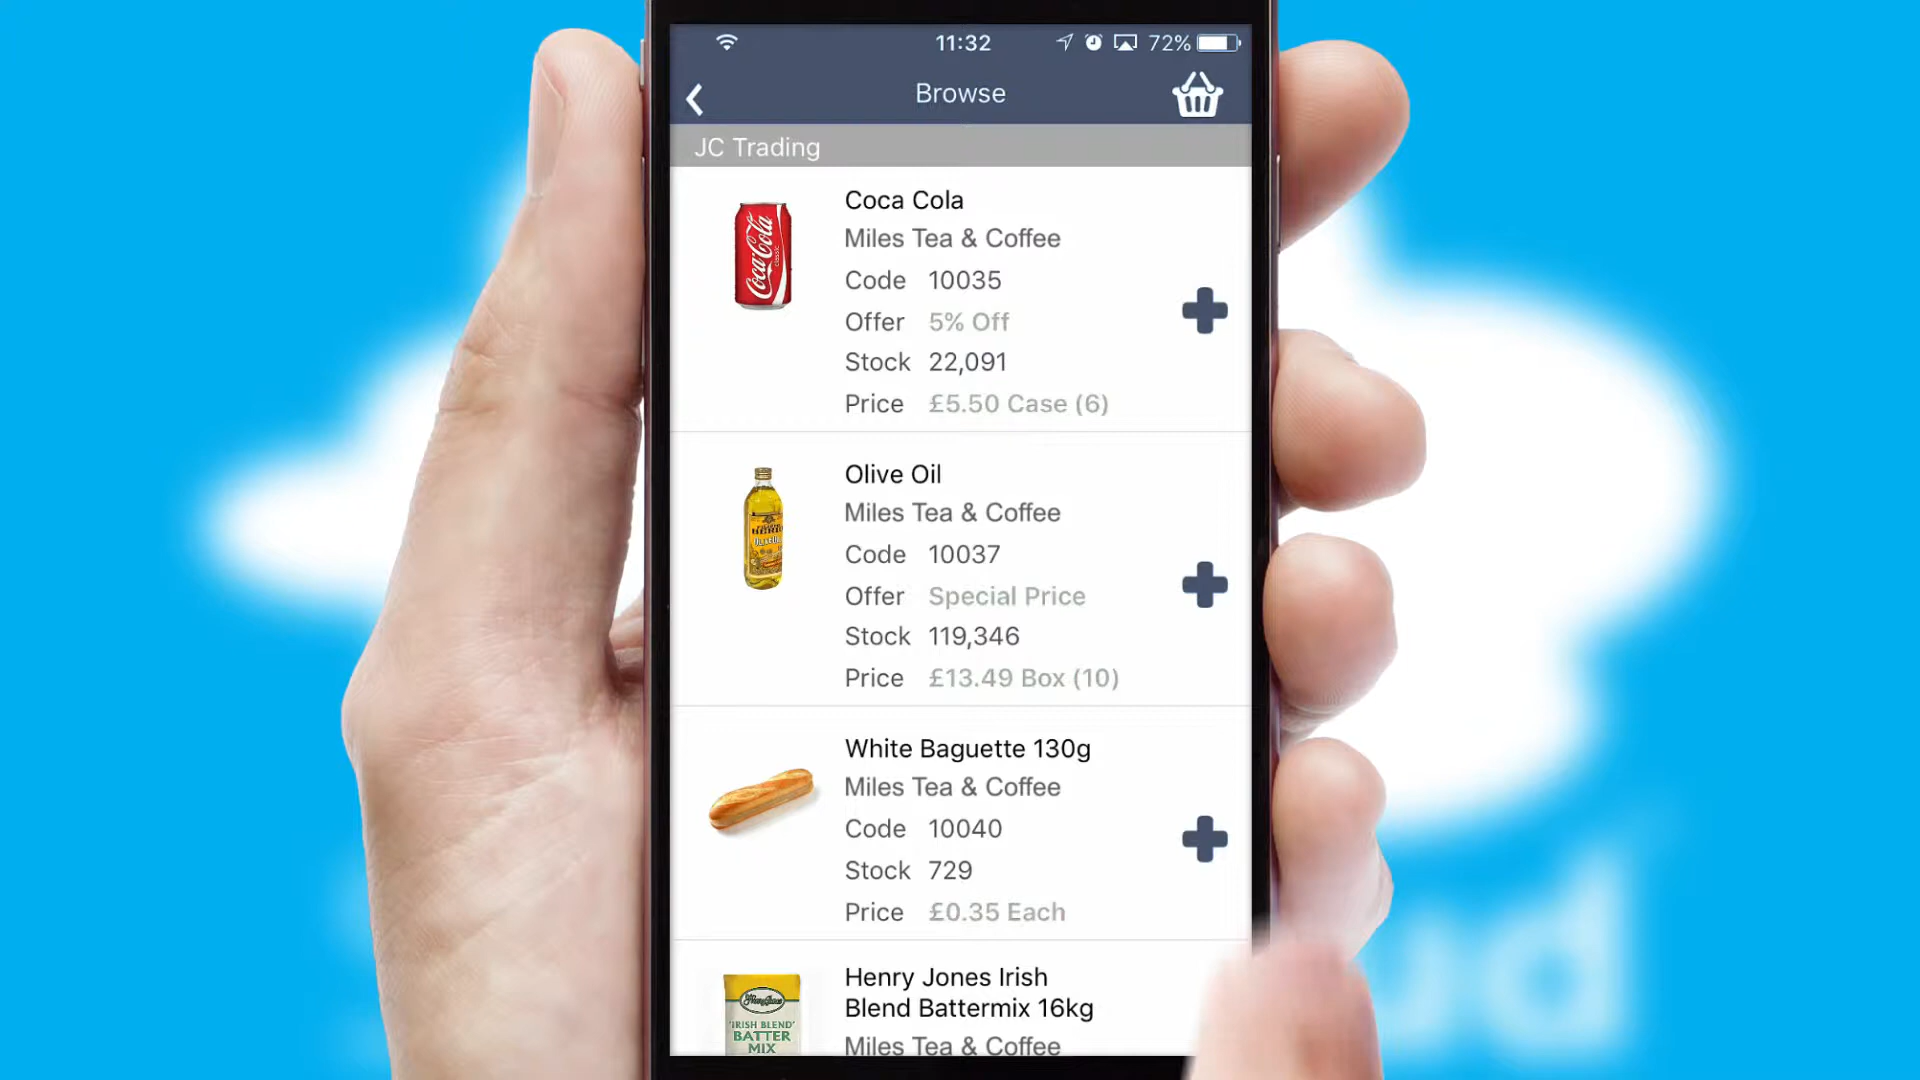 11:32
72%
Browse
JC Trading
Coca Cola
Miles Tea & Coffee
Code 10035
Offer 5% Off
Stock 22,091
Price £5.50 Case (6)
Coca-Cola
classic
Olive Oil
Miles Tea & Coffee
Code 10037
Offer Special Price
Stock 119,346
Price £13.49 Box (10)
White Baguette 130g
Miles Tea & Coffee
Code 10040
Stock 729
Price £0.35 Each
Henry Jones Irish
Blend Battermix 16kg
Miles Tea & Coffee
'IRISH BLEND'
BATTER
MIX